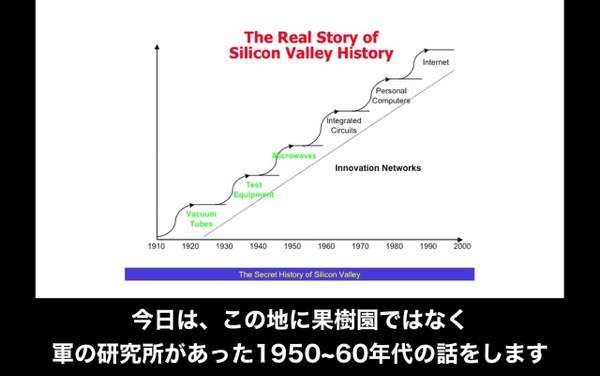 The Real Story of
Silicon Valley History
Internet
Personal
Computers
Integrated
Circuits
Microwaves
Innovation Networks
Test
Equipment
Vacuum
Tubes
1910 1920 1930 1940 1950 1960 1970 1980 1990 2000
The Secret History of Silicon Valley
今日は、この地に果樹園ではなく
軍の研究所があった1950~60年代の話をします